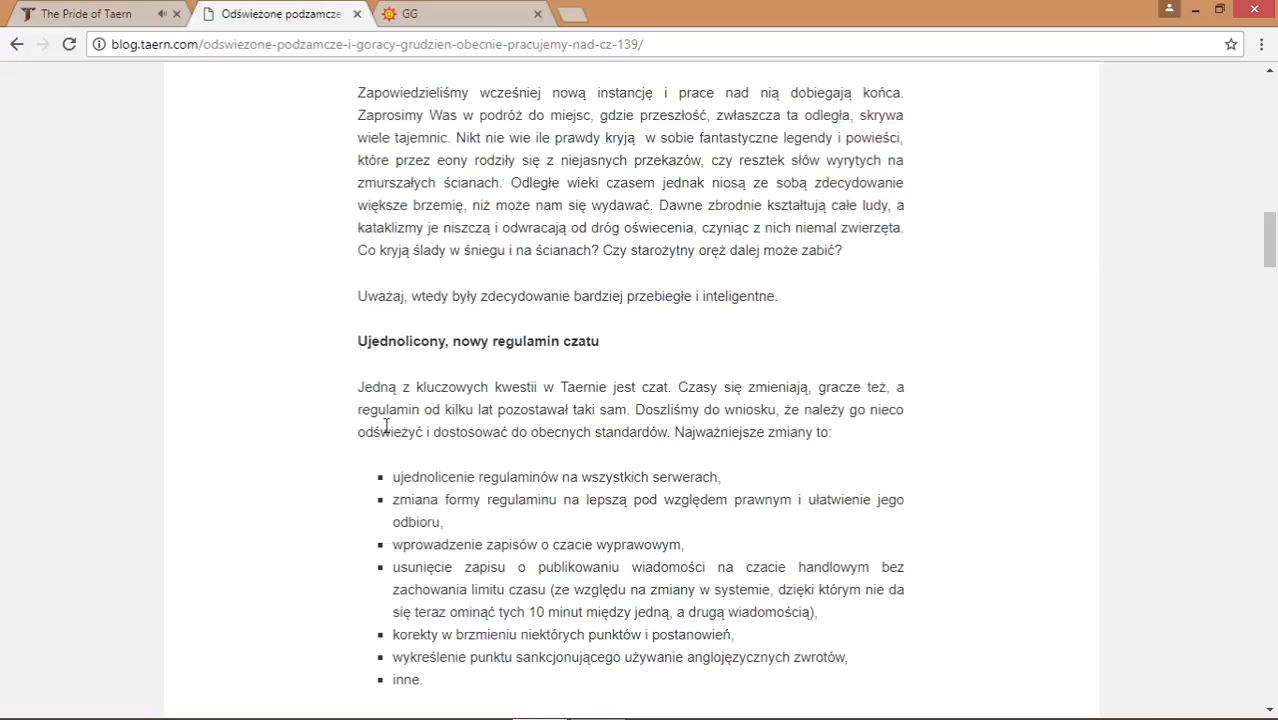 The Pride of Taern
Odświeżone podzamcze
GG
blog.taern.com/odswiezone-podzamcze-i-goracy-grudzien-obecnie-pracujemy-nad-cz-139/
Zapowiedzieliśmy wcześniej nową instancję i prace nad nią dobiegają końca.
Zaprosimy Was w podróż do miejsc, gdzie przeszłość, zwłaszcza ta odległa, skrywa
wiele tajemnic. Nikt nie wie ile prawdy kryją w sobie fantastyczne legendy i powieści,
które przez eony rodziły się z niejasnych przekazów, czy resztek słów wyrytych na
zmurszałych ścianach. Odległe wieki czasem jednak niosą ze sobą zdecydowanie
większe brzemię, niż może nam się wydawać. Dawne zbrodnie kształtują całe ludy, a
kataklizmy je niszczą i odwracają od dróg oświecenia, czyniąc z nich niemal zwierzęta.
Co kryją ślady w śniegu i na ścianach? Czy starożytny oręż dalej może zabić?
Uważaj, wtedy były zdecydowanie bardziej przebiegłe i inteligentne.
Ujednolicony, nowy regulamin czatu
Jedną z kluczowych kwestii w Taernie jest czat. Czasy się zmieniają, gracze też, a
regulamin od kilku lat pozostawał taki sam. Doszliśmy do wniosku, że należy go nieco
odświeżyć i dostosować do obecnych standardów. Najważniejsze zmiany to:
ujednolicenie regulaminów na wszystkich serwerach,
zmiana formy regulaminu na lepszą pod względem prawnym i ułatwienie jego
odbioru,
wprowadzenie zapisów o czacie wyprawowym,
usunięcie zapisu o publikowaniu wiadomości na czacie handlowym bez
zachowania limitu czasu (ze względu na zmiany w systemie, dzięki którym nie da
się teraz ominąć tych 10 minut między jedną, a drugą wiadomością),
korekty w brzmieniu niektórych punktów i postanowień,
wykreślenie punktu sankcjonującego używanie anglojęzycznych zwrotów,
inne.